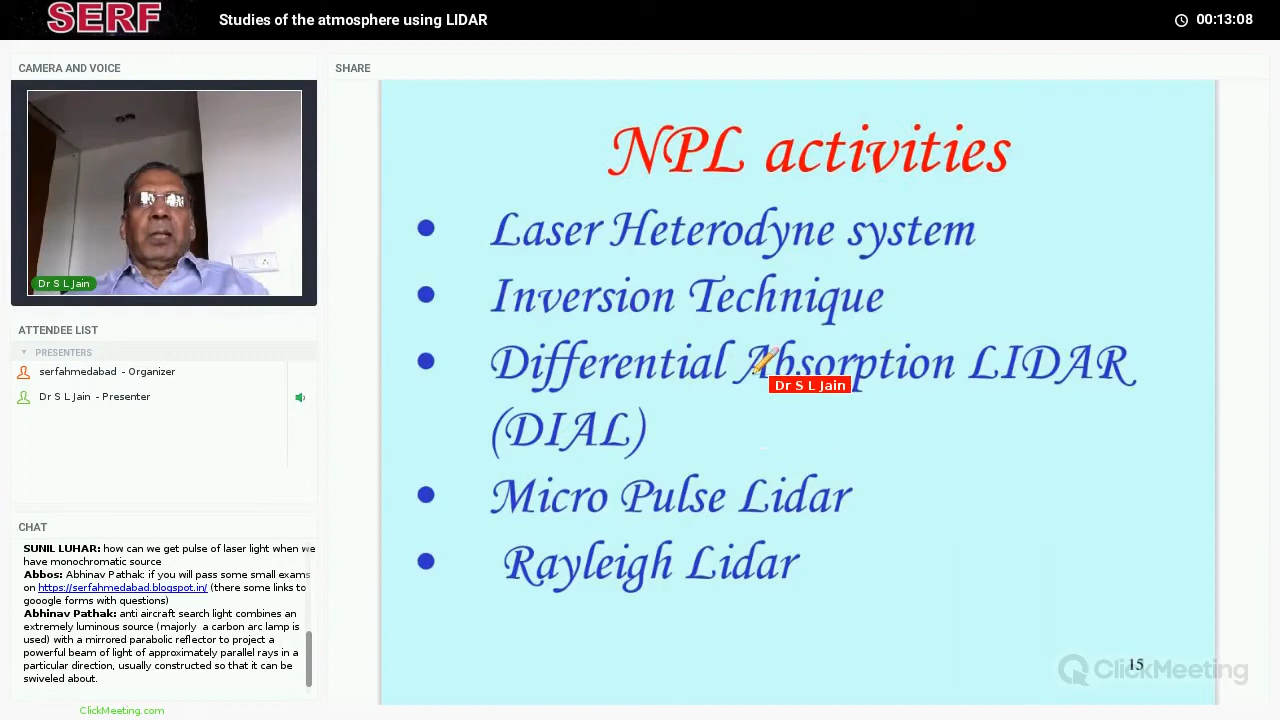 SERF
Studies of the atmosphere using LIDAR
00:13:08
CAMERA AND VOICE
Dr S L Jain
ATTENDEE LIST
PRESENTERS
serfahmedabad - Organizer
Dr S L Jain - Presenter
CHAT
SUNIL LUHAR: how can we get pulse of laser light when we
have monochromatic source
Abbos: Abhinav Pathak: if you will pass some small exams
on https://serfahmedabad.blogspot.in/ (there some links to
gooogle forms with questions)
Abhinav Pathak: anti aircraft search light combines an
extremely luminous source (majorly a carbon arc lamp is
used) with a mirrored parabolic reflector to project a
powerful beam of light of approximately parallel rays in a
particular direction, usually constructed so that it can be
swiveled about.
ClickMeeting.com
SHARE
NPL activities
• Laser Heterodyne system
• Inversion Technique
• Differential Absorption LIDAR
(DIAL)
Dr S L Jain
• Micro Pulse Lidar
• Rayleigh Lidar
15
ClickMeeting